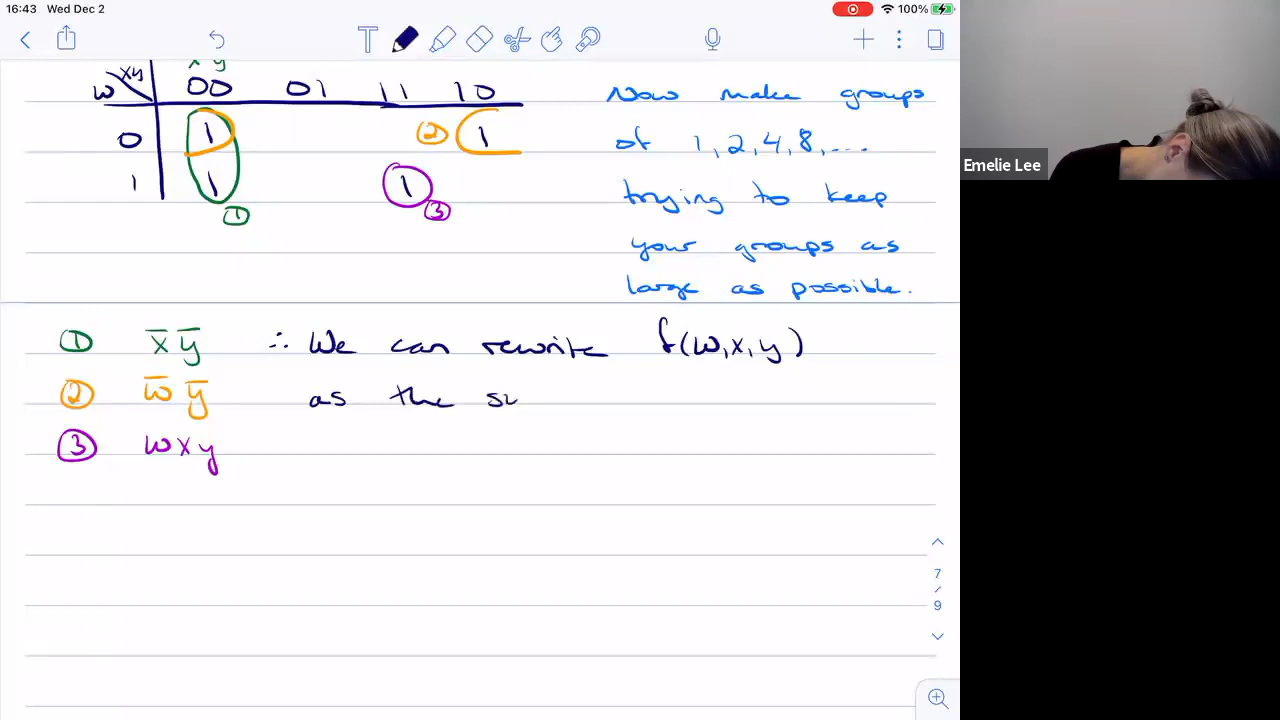 16:43 Wed Dec 2
100%
x y
w xy 00 01 11 10
0 1 ② 1
1 1 1
① ③
Now make groups
of 1, 2, 4, 8, ...
trying to keep
your groups as
large as possible.
① x̅ y̅ ∴ We can rewrite f(w, x, y)
② w̅ y̅ as the su
③ w x y
7
/
9
Emelie Lee